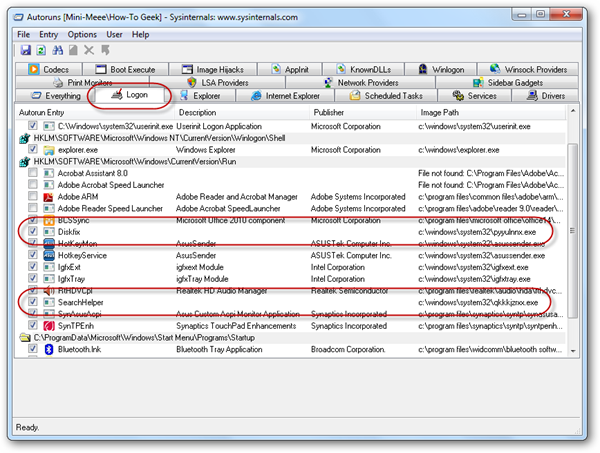 Autoruns [Mini-Meee\How-To Geek] - Sysinternals: www.sysinternals.com
File Entry Options User Help
Codecs Boot Execute Image Hijacks AppInit KnownDLLs Winlogon Winsock Providers
Print Monitors LSA Providers Network Providers Sidebar Gadgets
Everything Logon Explorer Internet Explorer Scheduled Tasks Services Drivers
Autorun Entry Description Publisher Image Path
C:\Windows\system32\userinit.exe Userinit Logon Application Microsoft Corporation c:\windows\system32\userinit.exe
HKLM\SOFTWARE\Microsoft\Windows NT\CurrentVersion\Winlogon\Shell
explorer.exe Windows Explorer Microsoft Corporation c:\windows\explorer.exe
HKLM\SOFTWARE\Microsoft\Windows\CurrentVersion\Run
Acrobat Assistant 8.0 File not found: C:\Program Files\Adobe\Ac...
Adobe Acrobat Speed Launcher File not found: C:\Program Files\Adobe\Ac...
Adobe ARM Adobe Reader and Acrobat Manager Adobe Systems Incorporated c:\program files\common files\adobe\arm\...
Adobe Reader Speed Launcher Adobe Acrobat SpeedLauncher Adobe Systems Incorporated c:\program files\adobe\reader 9.0\reader\...
BCSSync Microsoft Office 2010 component Microsoft Corporation c:\program files\microsoft office\office14\...
Diskfix c:\windows\system32\pyyulnnx.exe
HotKeyMon AsusSender ASUSTek Computer Inc. c:\windows\system32\asussender.exe
HotkeyService AsusSender ASUSTek Computer Inc. c:\windows\system32\asussender.exe
IgfxExt igfxext Module Intel Corporation c:\windows\system32\igfxext.exe
IgfxTray igfxTray Module Intel Corporation c:\windows\system32\igfxtray.exe
RtHDVCpl Realtek HD Audio Manager Realtek Semiconductor c:\program files\realtek\audio\hda\rthdvc...
SearchHelper c:\windows\system32\qkkkjznx.exe
SynAsusAcpi Asus Custom Acpi Monitor Application Synaptics Incorporated c:\program files\synaptics\syntp\synasusa...
SynTPEnh Synaptics TouchPad Enhancements Synaptics Incorporated c:\program files\synaptics\syntp\syntpenh...
C:\ProgramData\Microsoft\Windows\Start Menu\Programs\Startup
Bluetooth.lnk Bluetooth Tray Application Broadcom Corporation. c:\program files\widcomm\bluetooth softw...
Ready.